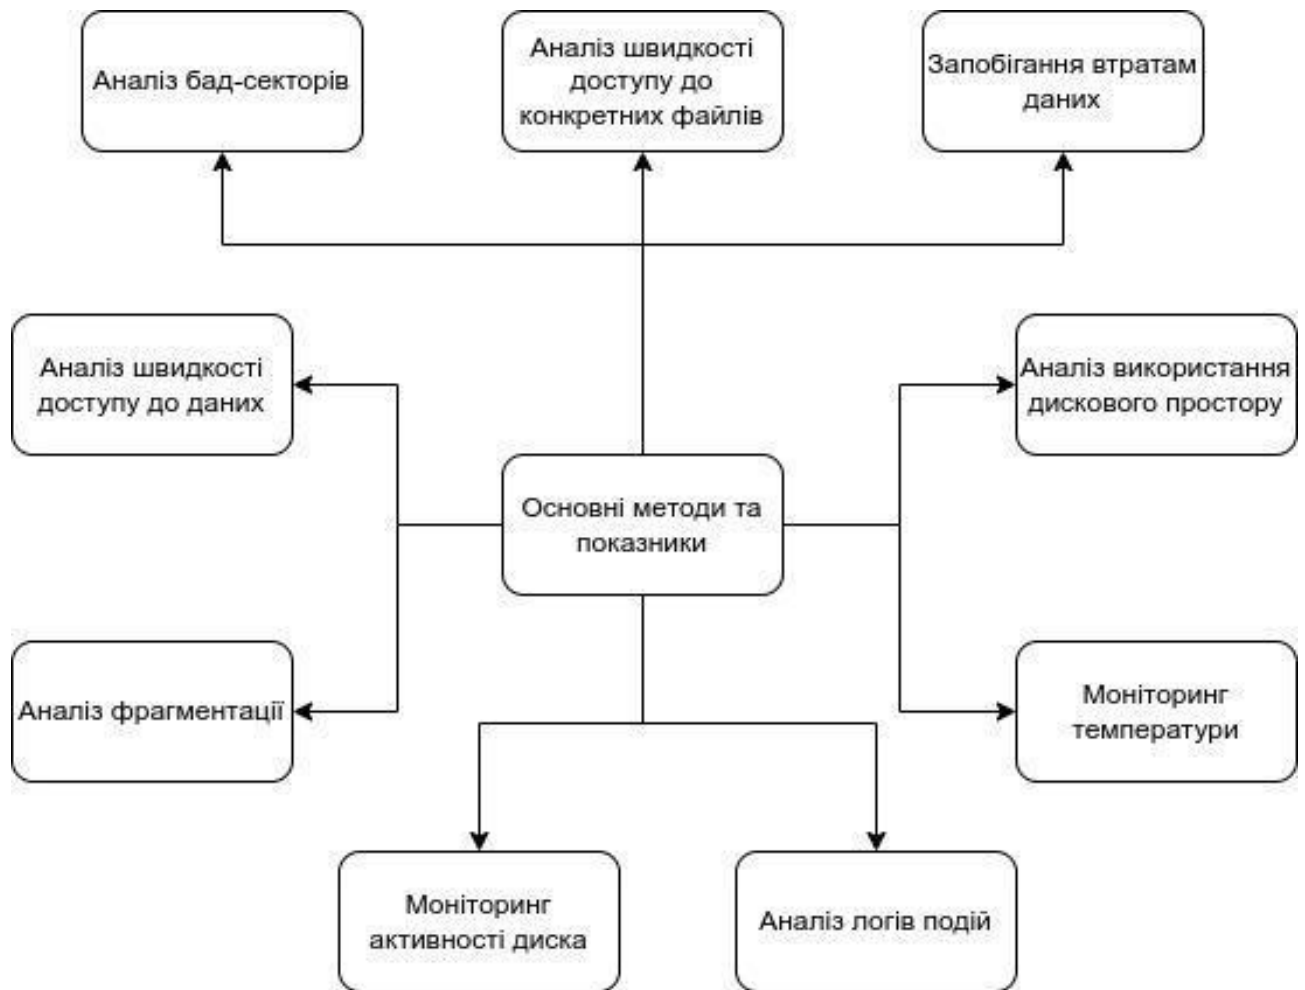 Аналіз бад-секторів
Аналіз швидкості
доступу до
конкретних файлів
Запобігання втратам
даних
Аналіз швидкості
доступу до даних
Аналіз використання
дискового простору
Основні методи та
показники
Аналіз фрагментації
Моніторинг
температури
Моніторинг
активності диска
Аналіз логів подій